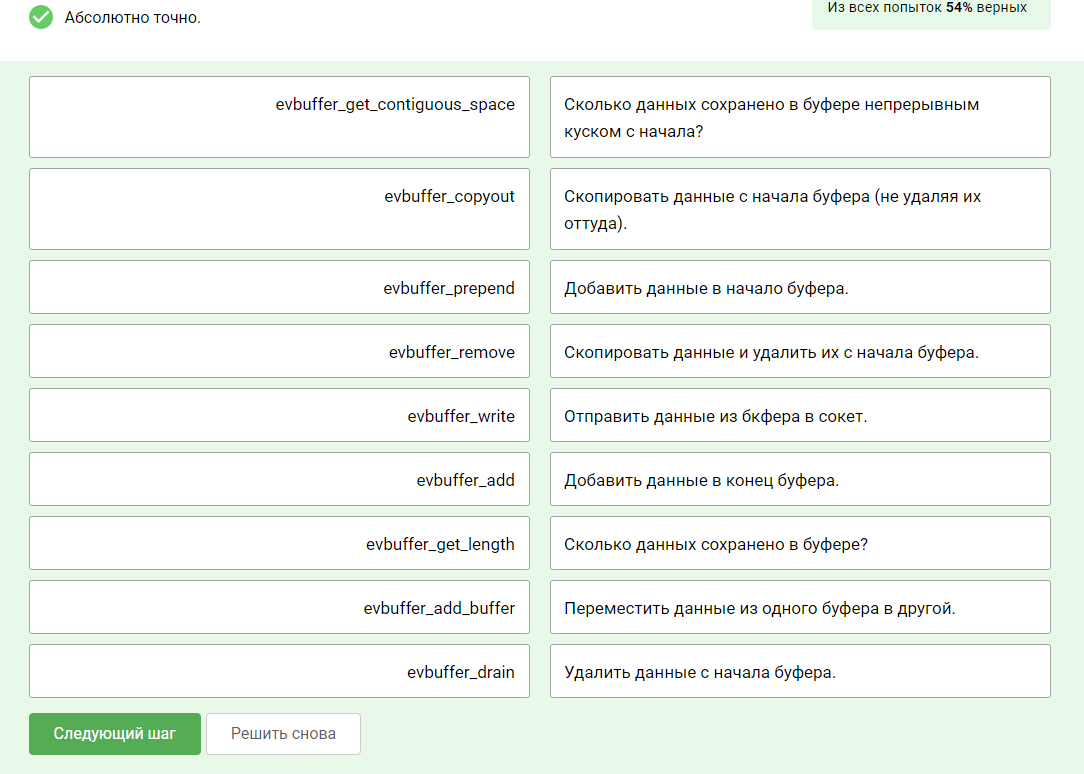 Абсолютно точно.
Из всех попыток 54% верных
evbuffer_get_contiguous_space
Сколько данных сохранено в буфере непрерывным
куском с начала?
evbuffer_copyout
Скопировать данные с начала буфера (не удаляя их
оттуда).
evbuffer_prepend
Добавить данные в начало буфера.
evbuffer_remove
Скопировать данные и удалить их с начала буфера.
evbuffer_write
Отправить данные из бкфера в сокет.
evbuffer_add
Добавить данные в конец буфера.
evbuffer_get_length
Сколько данных сохранено в буфере?
evbuffer_add_buffer
Переместить данные из одного буфера в другой.
evbuffer_drain
Удалить данные с начала буфера.
Следующий шаг
Решить снова